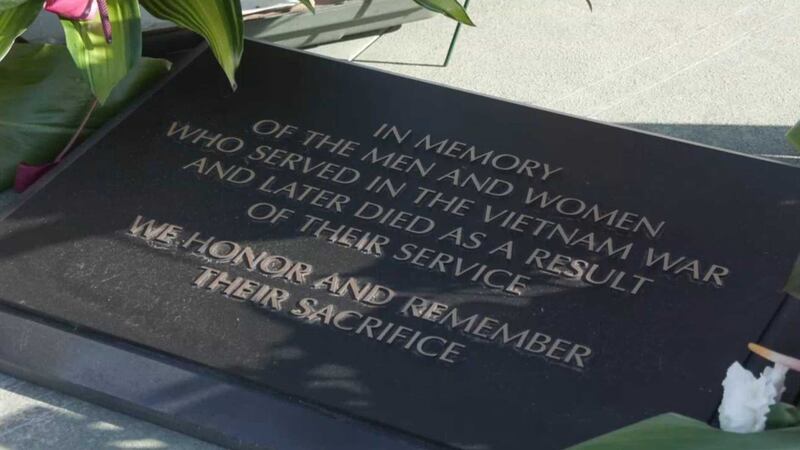 IN MEMORY
OF THE MEN AND WOMEN
WHO SERVED IN THE VIETNAM WAR
AND LATER DIED AS A RESULT
OF THEIR SERVICE
WE HONOR AND REMEMBER
THEIR SACRIFICE